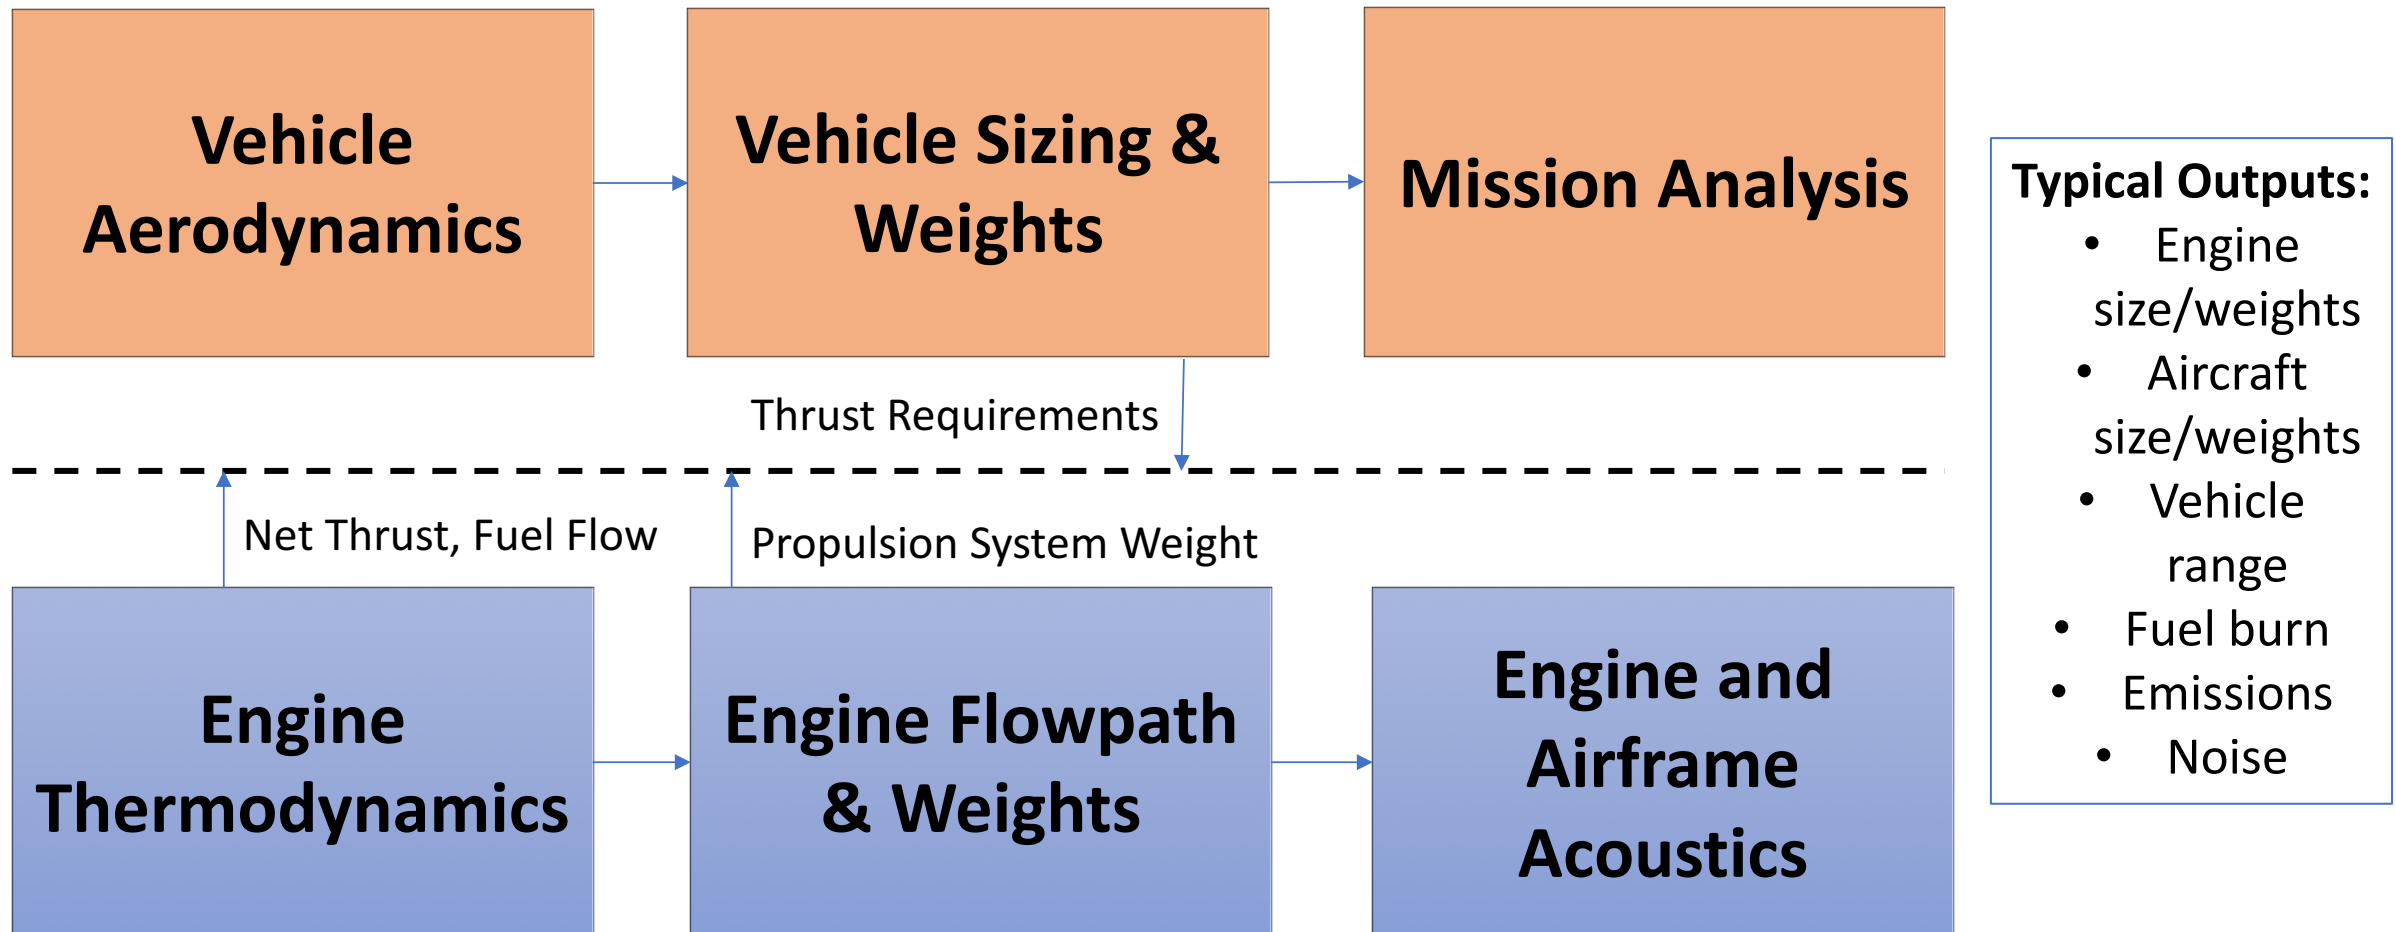 Vehicle
Aerodynamics
Vehicle Sizing &
Weights
Mission Analysis
Thrust Requirements
Net Thrust, Fuel Flow
Propulsion System Weight
Engine
Thermodynamics
Engine Flowpath
& Weights
Engine and
Airframe
Acoustics
Typical Outputs:
• Engine
size/weights
• Aircraft
size/weights
• Vehicle
range
• Fuel burn
• Emissions
• Noise